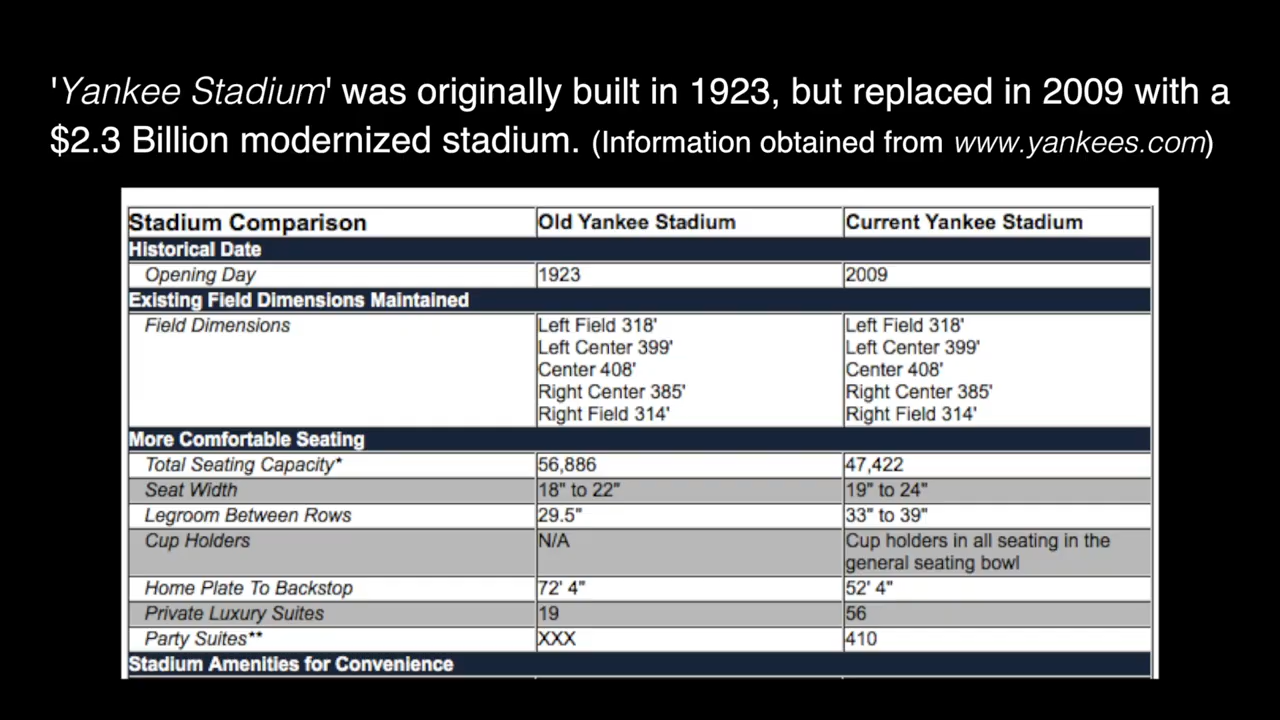 'Yankee Stadium' was originally built in 1923, but replaced in 2009 with a
$2.3 Billion modernized stadium. (Information obtained from www.yankees.com)
Stadium Comparison Old Yankee Stadium Current Yankee Stadium
Historical Date
Opening Day 1923 2009
Existing Field Dimensions Maintained
Field Dimensions Left Field 318' Left Field 318'
Left Center 399' Left Center 399'
Center 408' Center 408'
Right Center 385' Right Center 385'
Right Field 314' Right Field 314'
More Comfortable Seating
Total Seating Capacity* 56,886 47,422
Seat Width 18" to 22" 19" to 24"
Legroom Between Rows 29.5" 33" to 39"
Cup Holders N/A Cup holders in all seating in the
general seating bowl
Home Plate To Backstop 72' 4" 52' 4"
Private Luxury Suites 19 56
Party Suites** XXX 410
Stadium Amenities for Convenience